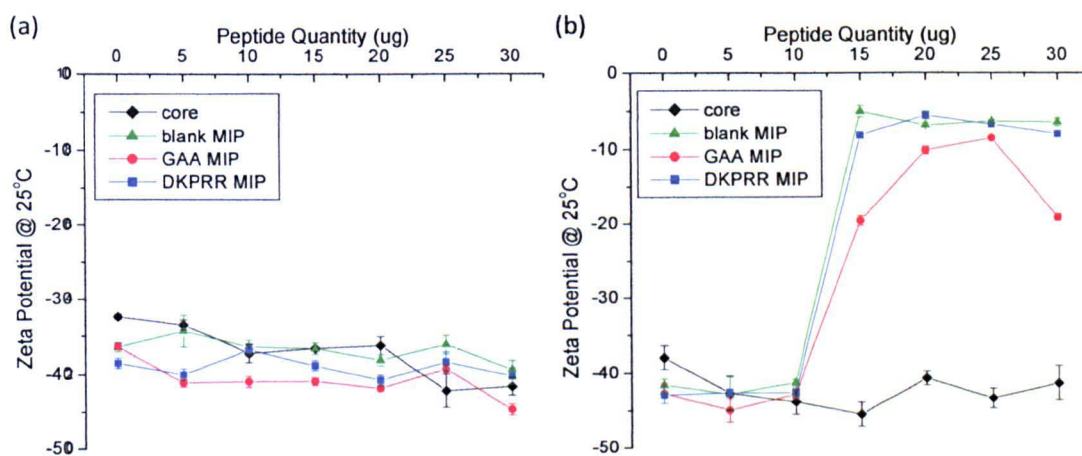 (a)
Peptide Quantity (ug)
0 5 10 15 20 25 30
-10
-20
-30
-40
-50
Zeta Potential @ 25°C
core
blank MIP
GAA MIP
DKPRR MIP
(b)
Peptide Quantity (ug)
0 5 10 15 20 25 30
0
-10
-20
-30
-40
-50
Zeta Potential @ 25°C
core
blank MIP
GAA MIP
DKPRR MIP